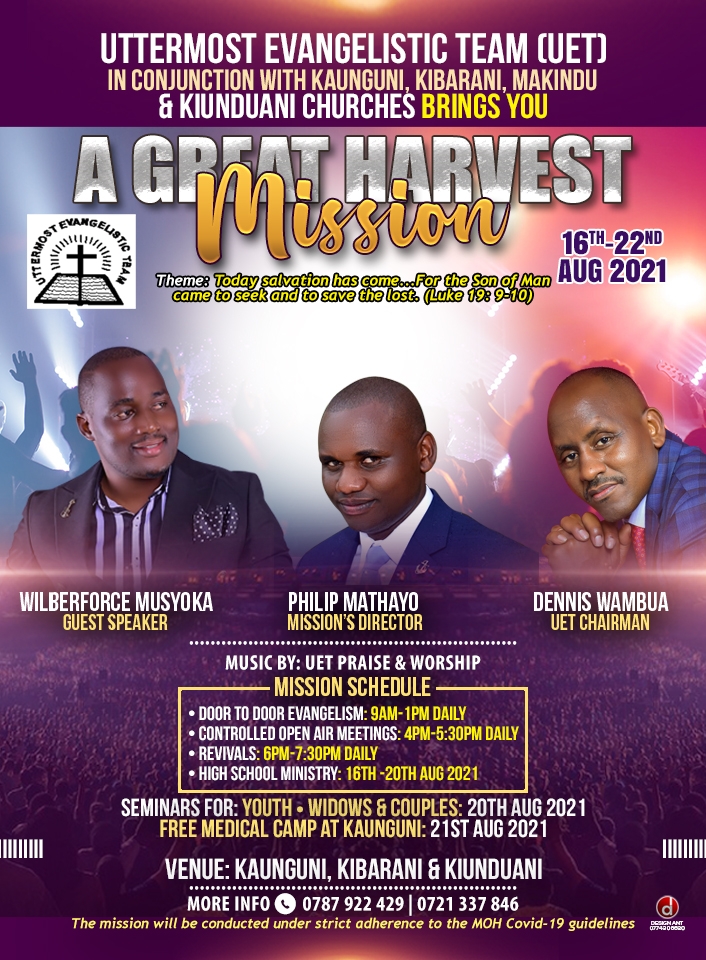 UTTERMOST EVANGELISTIC TEAM (UET)
IN CONJUNCTION WITH KAUNGUNI, KIBARANI, MAKINDU
& KIUNDUANI CHURCHES BRINGS YOU
A GREAT HARVEST
Mission
UTTERMOST EVANGELISTIC TEAM
16TH-22ND
AUG 2021
Theme: Today salvation has come...For the Son of Man
came to seek and to save the lost. (Luke 19: 9-10)
WILBERFORCE MUSYOKA
GUEST SPEAKER
PHILIP MATHAYO
MISSION'S DIRECTOR
DENNIS WAMBUA
UET CHAIRMAN
MUSIC BY: UET PRAISE & WORSHIP
MISSION SCHEDULE
• DOOR TO DOOR EVANGELISM: 9AM-1PM DAILY
• CONTROLLED OPEN AIR MEETINGS: 4PM-5:30PM DAILY
• REVIVALS: 6PM-7:30PM DAILY
• HIGH SCHOOL MINISTRY: 16TH -20TH AUG 2021
SEMINARS FOR: YOUTH • WIDOWS & COUPLES: 20TH AUG 2021
FREE MEDICAL CAMP AT KAUNGUNI: 21ST AUG 2021
VENUE: KAUNGUNI, KIBARANI & KIUNDUANI
MORE INFO 0787 922 429 | 0721 337 846
The mission will be conducted under strict adherence to the MOH Covid-19 guidelines
DESIGN ANT